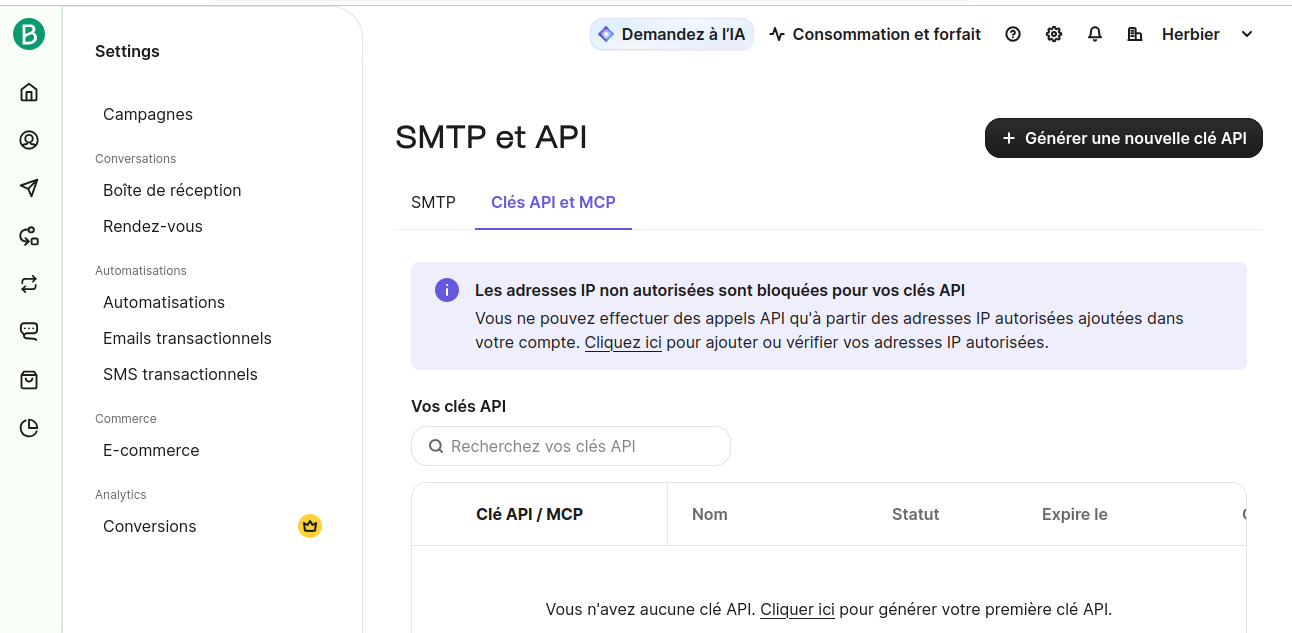 B
Settings
Demandez à l'IA
Consommation et forfait
Herbier
Campagnes
Conversations
Boîte de réception
Rendez-vous
Automatisations
Automatisations
Emails transactionnels
SMS transactionnels
Commerce
E-commerce
Analytics
Conversions
SMTP et API
+ Générer une nouvelle clé API
SMTP
Clés API et MCP
Les adresses IP non autorisées sont bloquées pour vos clés API
Vous ne pouvez effectuer des appels API qu'à partir des adresses IP autorisées ajoutées dans
votre compte. Cliquez ici pour ajouter ou vérifier vos adresses IP autorisées.
Vos clés API
Recherchez vos clés API
Clé API / MCP
Nom
Statut
Expire le
Vous n'avez aucune clé API. Cliquer ici pour générer votre première clé API.